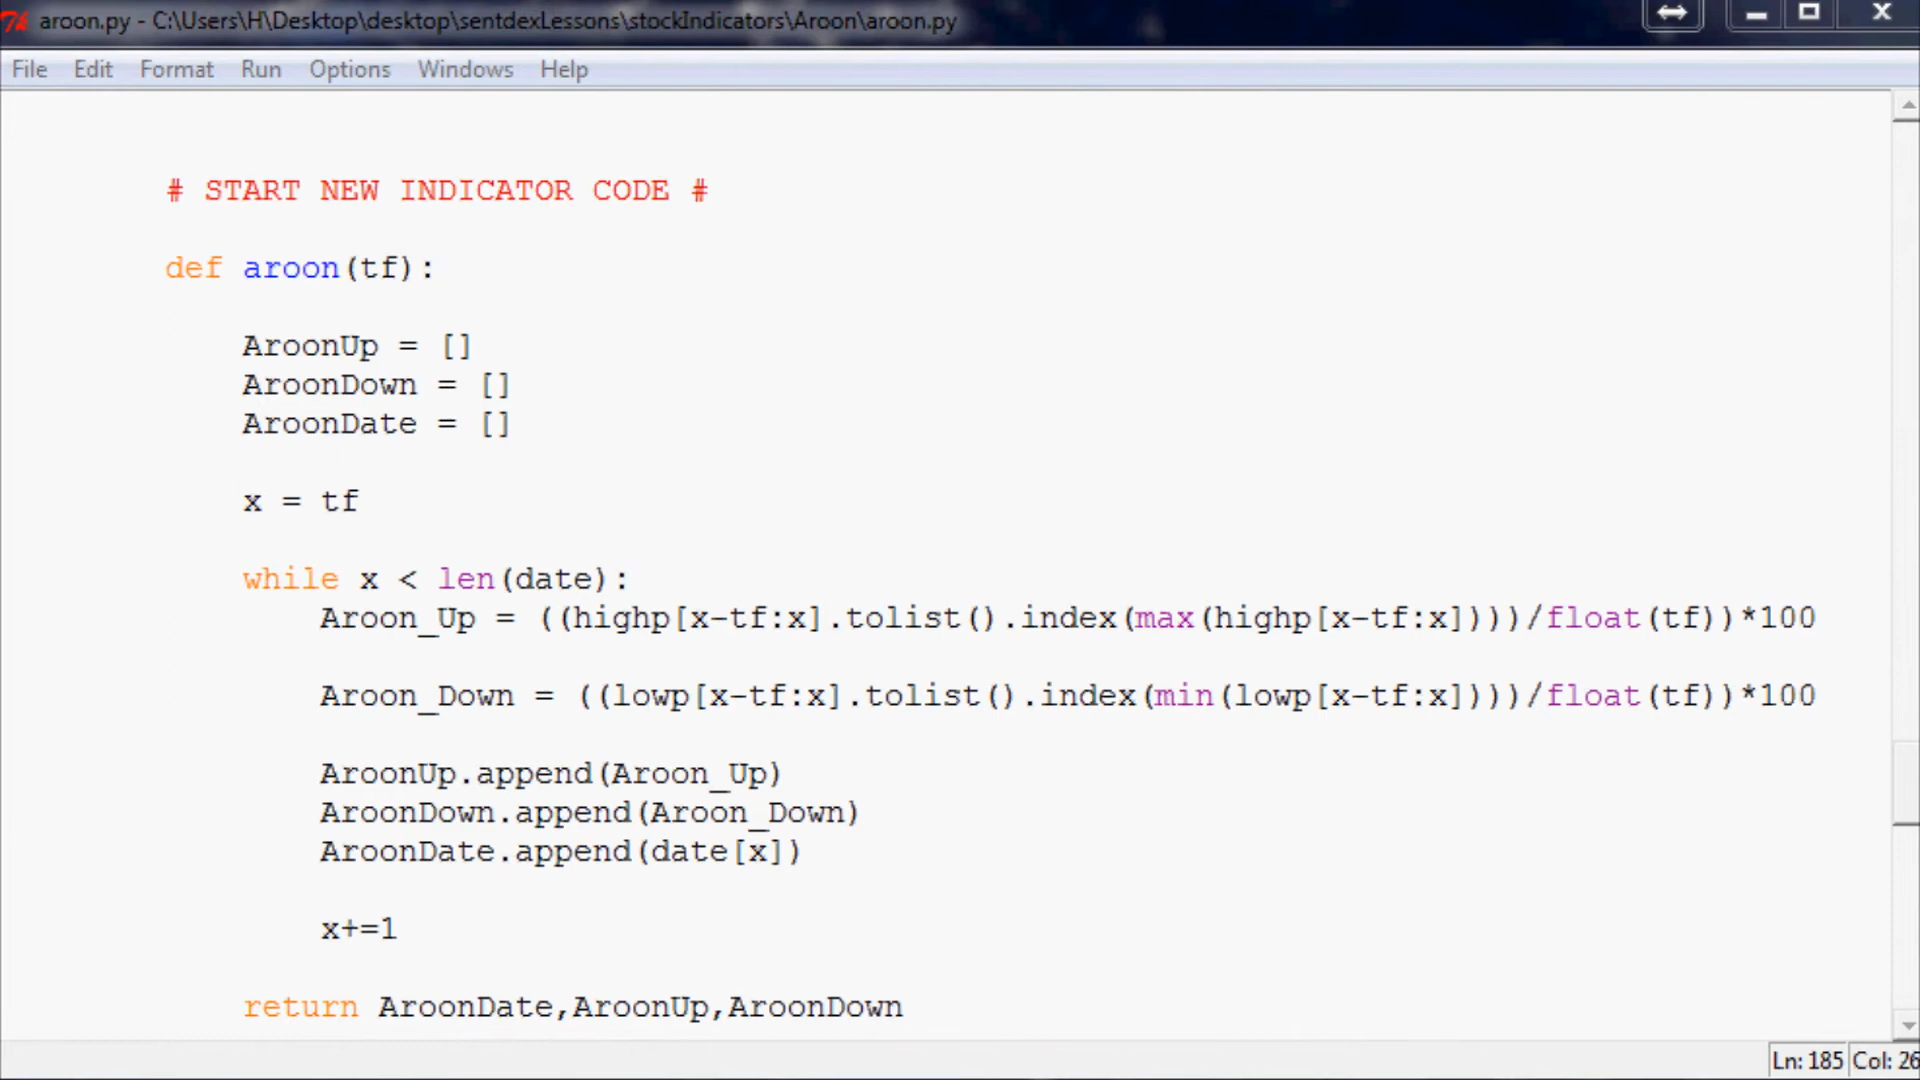 aroon.py - C:\Users\H\Desktop\desktop\sentdexLessons\stockIndicators\Aroon\aroon.py
File Edit Format Run Options Windows Help
# START NEW INDICATOR CODE #
def aroon(tf):
AroonUp = []
AroonDown = []
AroonDate = []
x = tf
while x < len(date):
Aroon_Up = ((highp[x-tf:x].tolist().index(max(highp[x-tf:x])))/float(tf))*100
Aroon_Down = ((lowp[x-tf:x].tolist().index(min(lowp[x-tf:x])))/float(tf))*100
AroonUp.append(Aroon_Up)
AroonDown.append(Aroon_Down)
AroonDate.append(date[x])
x+=1
return AroonDate,AroonUp,AroonDown
Ln: 185 Col: 26